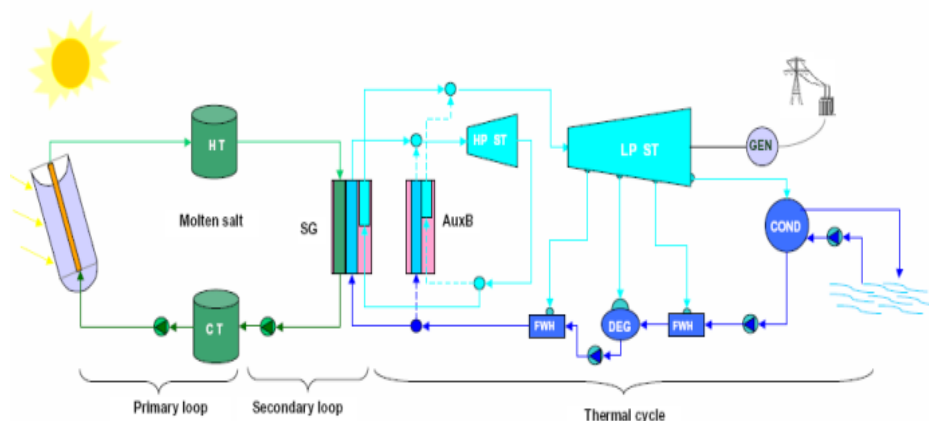 HT
HP ST
LP ST
GEN
Molten salt
SG
AuxB
COND
CT
FWH
DEG
FWH
Primary loop
Secondary loop
Thermal cycle